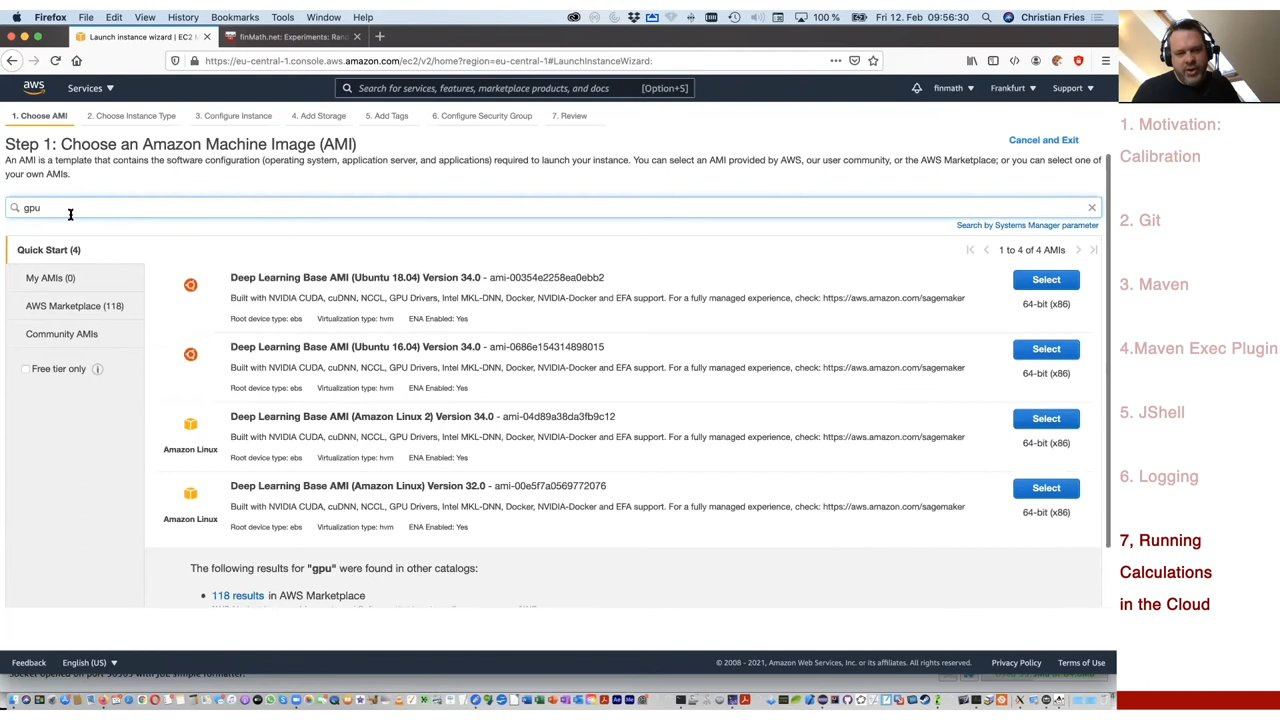 Firefox File Edit View History Bookmarks Tools Window Help 100 % Fri 12. Feb. 09:56:30 Christian Fries
Launch instance wizard | EC2 M
finMath.net: Experiments: Ran
https://eu-central-1.console.aws.amazon.com/ec2/v2/home?region=eu-central-1#LaunchInstanceWizard:
aws Services Search for services, features, marketplace products, and docs [Option+S] finmath Frankfurt Support
1. Choose AMI 2. Choose Instance Type 3. Configure Instance 4. Add Storage 5. Add Tags 6. Configure Security Group 7. Review
Step 1: Choose an Amazon Machine Image (AMI)
Cancel and Exit
An AMI is a template that contains the software configuration (operating system, application server, and applications) required to launch your instance. You can select an AMI provided by AWS, our user community, or the AWS Marketplace; or you can select one of
your own AMIs.
gpu
Search by Systems Manager parameter
Quick Start (4)
1 to 4 of 4 AMIs
My AMIs (0)
AWS Marketplace (118)
Community AMIs
Free tier only
Deep Learning Base AMI (Ubuntu 18.04) Version 34.0 - ami-00354e2258ea0ebb2
Select
Built with NVIDIA CUDA, cuDNN, NCCL, GPU Drivers, Intel MKL-DNN, Docker, NVIDIA-Docker and EFA support. For a fully managed experience, check: https://aws.amazon.com/sagemaker
64-bit (x86)
Root device type: ebs Virtualization type: hvm ENA Enabled: Yes
Deep Learning Base AMI (Ubuntu 16.04) Version 34.0 - ami-0686e154314898015
Select
Built with NVIDIA CUDA, cuDNN, NCCL, GPU Drivers, Intel MKL-DNN, Docker, NVIDIA-Docker and EFA support. For a fully managed experience, check: https://aws.amazon.com/sagemaker
64-bit (x86)
Root device type: ebs Virtualization type: hvm ENA Enabled: Yes
Deep Learning Base AMI (Amazon Linux 2) Version 34.0 - ami-04d89a38da3fb9c12
Select
Amazon Linux
Built with NVIDIA CUDA, cuDNN, NCCL, GPU Drivers, Intel MKL-DNN, Docker, NVIDIA-Docker and EFA support. For a fully managed experience, check: https://aws.amazon.com/sagemaker
64-bit (x86)
Root device type: ebs Virtualization type: hvm ENA Enabled: Yes
Deep Learning Base AMI (Amazon Linux) Version 32.0 - ami-00e5f7a0569772076
Select
Amazon Linux
Built with NVIDIA CUDA, cuDNN, NCCL, GPU Drivers, Intel MKL-DNN, Docker, NVIDIA-Docker and EFA support. For a fully managed experience, check: https://aws.amazon.com/sagemaker
64-bit (x86)
Root device type: ebs Virtualization type: hvm ENA Enabled: Yes
The following results for "gpu" were found in other catalogs:
118 results in AWS Marketplace
Feedback English (US) © 2008 - 2021, Amazon Web Services, Inc. or its affiliates. All rights reserved. Privacy Policy Terms of Use
1. Motivation:
Calibration
2. Git
3. Maven
4.Maven Exec Plugin
5. JShell
6. Logging
7, Running
Calculations
in the Cloud